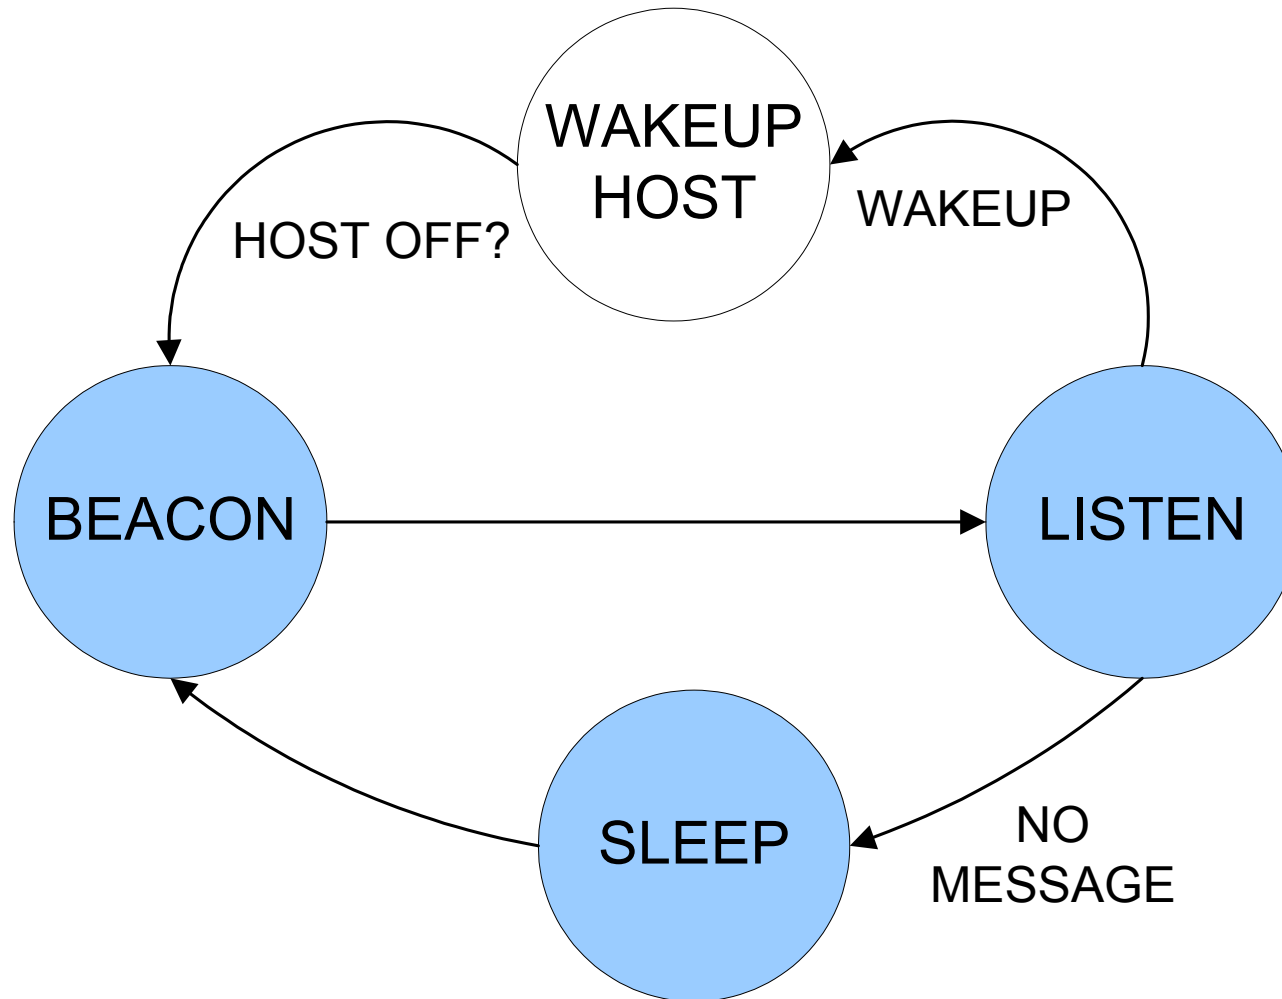 WAKEUP
HOST
WAKEUP
HOST OFF?
BEACON
LISTEN
SLEEP
NO
MESSAGE